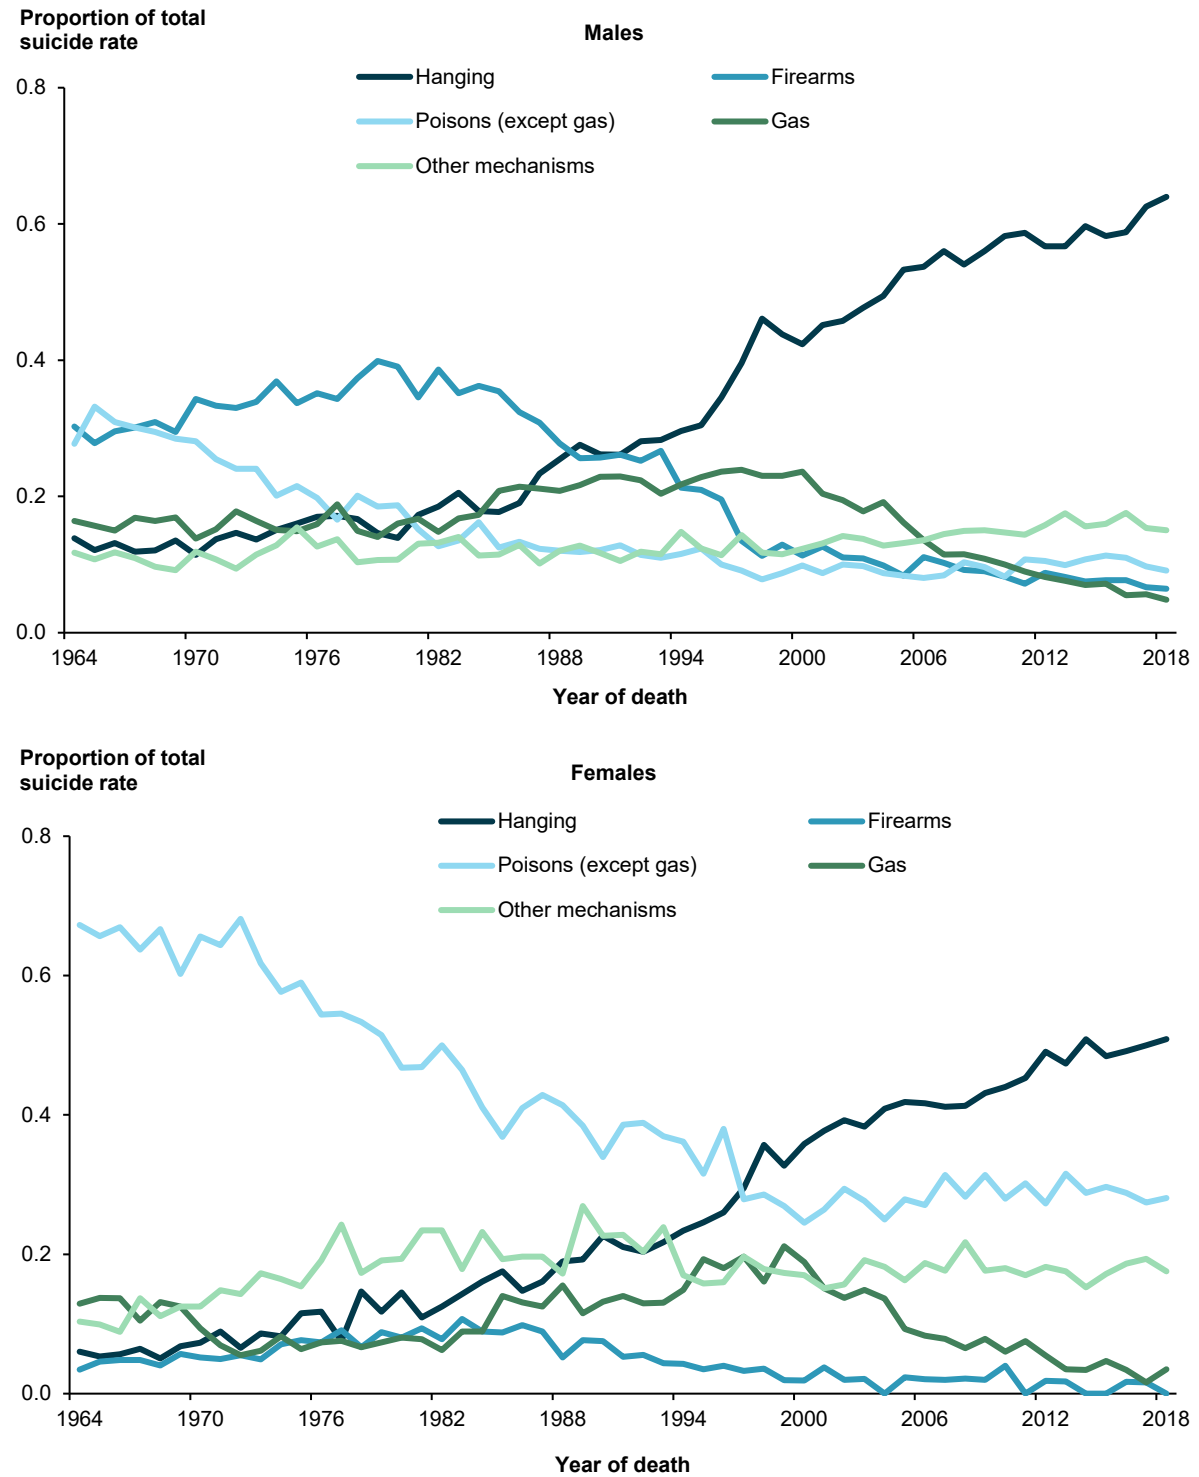 Proportion of total
suicide rate
Males
Hanging
Firearms
Poisons (except gas)
Gas
Other mechanisms
0.8
0.6
0.4
0.2
0.0
1964 1970 1976 1982 1988 1994 2000 2006 2012 2018
Year of death
Proportion of total
suicide rate
Females
Hanging
Firearms
Poisons (except gas)
Gas
Other mechanisms
0.8
0.6
0.4
0.2
0.0
1964 1970 1976 1982 1988 1994 2000 2006 2012 2018
Year of death